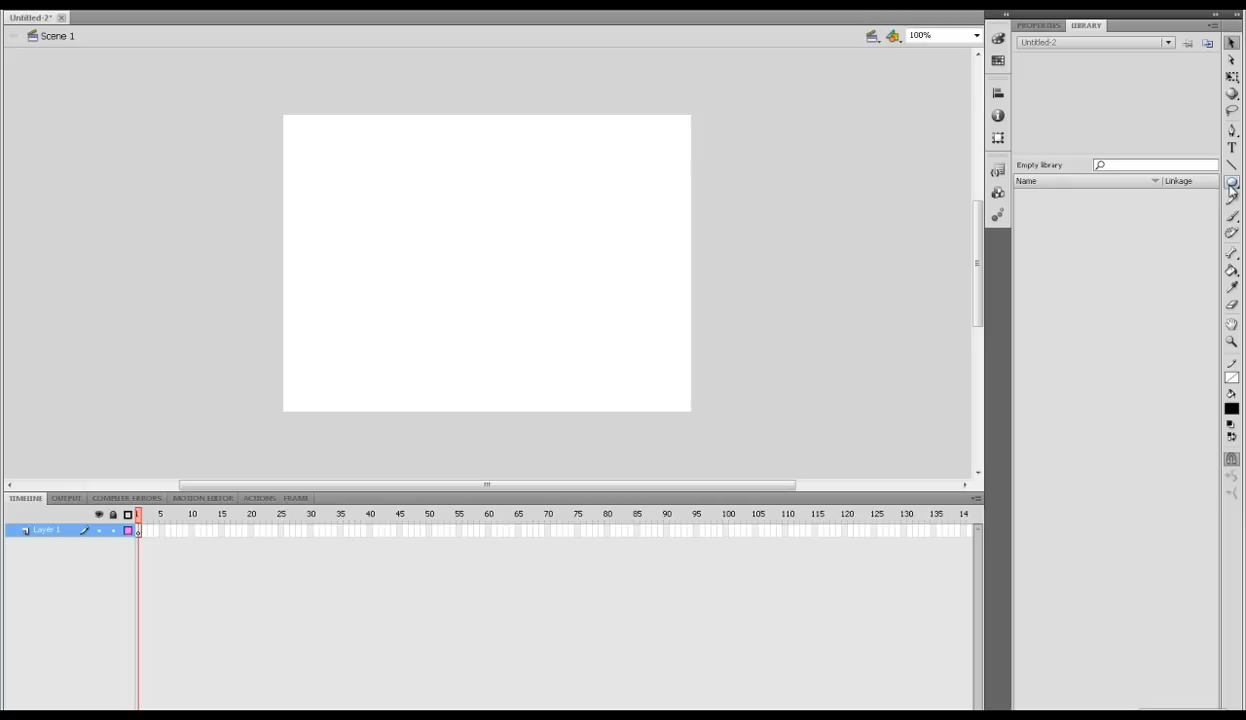 Untitled-2*
Scene 1
100%
PROPERTIES LIBRARY
Untitled-2
Empty library
Name Linkage
T
TIMELINE OUTPUT COMPILER ERRORS MOTION EDITOR ACTIONS - FRAME
1 5 10 15 20 25 30 35 40 45 50 55 60 65 70 75 80 85 90 95 100 105 110 115 120 125 130 135 14
Layer 1